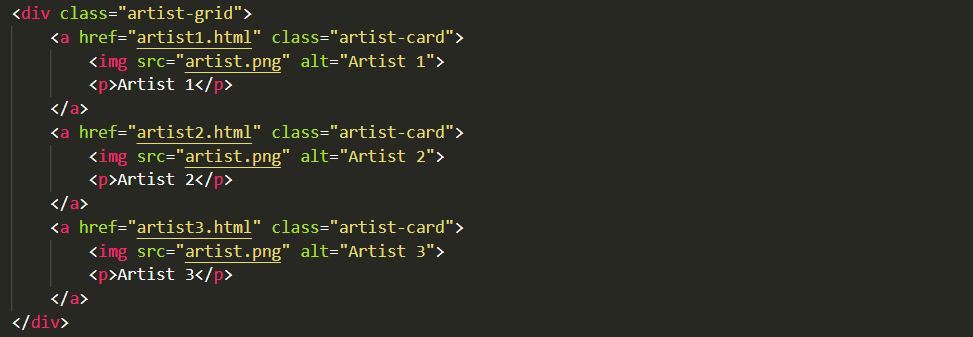 <div class="artist-grid">
    <a href="artist1.html" class="artist-card">
        <img src="artist.png" alt="Artist 1">
        <p>Artist 1</p>
    </a>
    <a href="artist2.html" class="artist-card">
        <img src="artist.png" alt="Artist 2">
        <p>Artist 2</p>
    </a>
    <a href="artist3.html" class="artist-card">
        <img src="artist.png" alt="Artist 3">
        <p>Artist 3</p>
    </a>
</div>